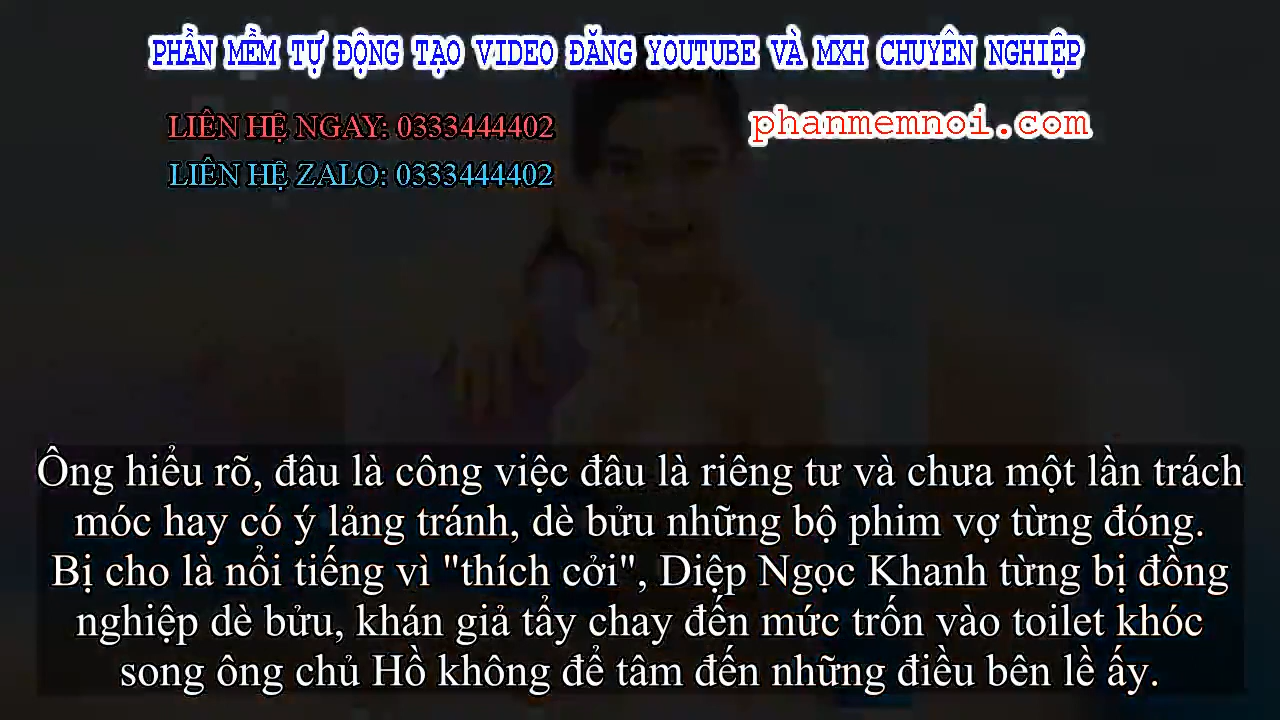 PHẦN MỀM TỰ ĐỘNG TẠO VIDEO ĐĂNG YOUTUBE VÀ MXH CHUYÊN NGHIỆP
LIÊN HỆ NGAY: 0333444402
phanmemnoi.com
LIÊN HỆ ZALO: 0333444402
Ông hiểu rõ, đâu là công việc đâu là riêng tư và chưa một lần trách
móc hay có ý lảng tránh, dè bửu những bộ phim vợ từng đóng.
Bị cho là nổi tiếng vì "thích cởi", Diệp Ngọc Khanh từng bị đồng
nghiệp dè bửu, khán giả tẩy chay đến mức trốn vào toilet khóc
song ông chủ Hồ không để tâm đến những điều bên lề ấy.